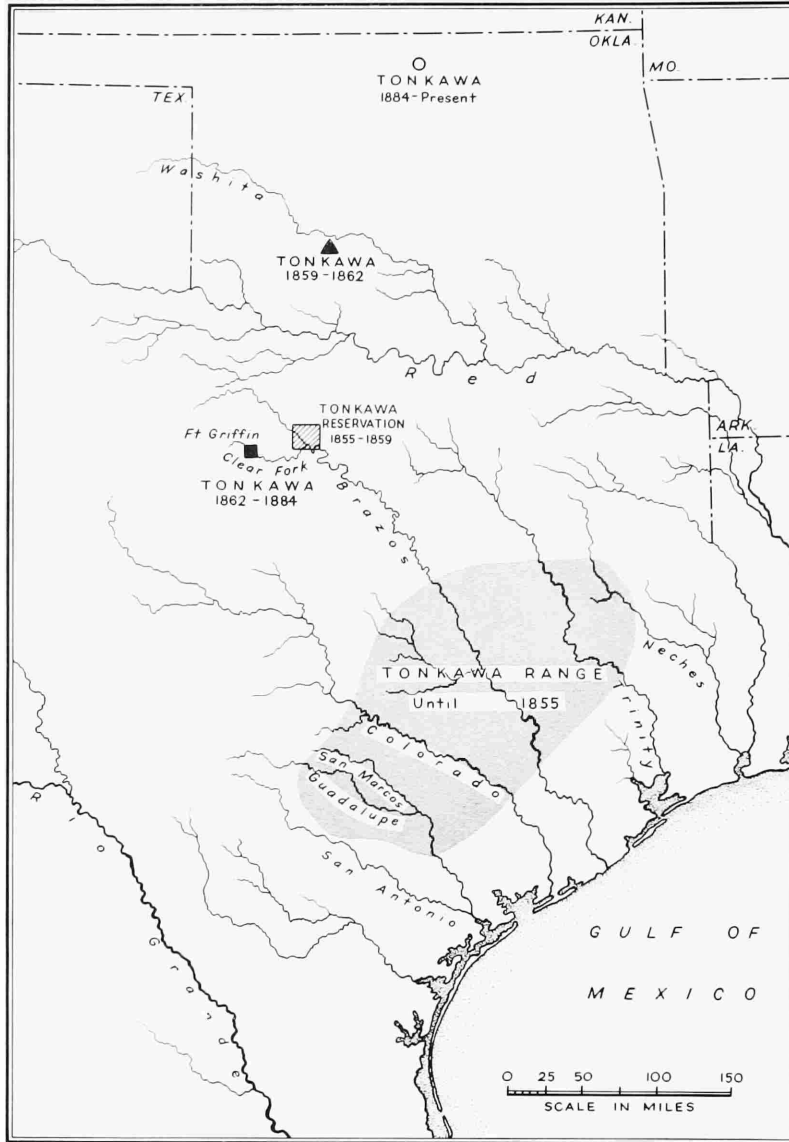 KAN.
OKLA.
MO.
TONKAWA
1884-Present
TEX.
Washita
TONKAWA
1859-1862
Red
TONKAWA
RESERVATION
1855-1859
Ft Griffin
Clear Fork
TONKAWA
1862-1884
Brazos
ARK.
LA.
TONKAWA RANGE
Until 1855
Neches
Trinity
Colorado
San Marcos
Guadalupe
San Antonio
Rio Grande
GULF OF
MEXICO
0 25 50 100 150
SCALE IN MILES